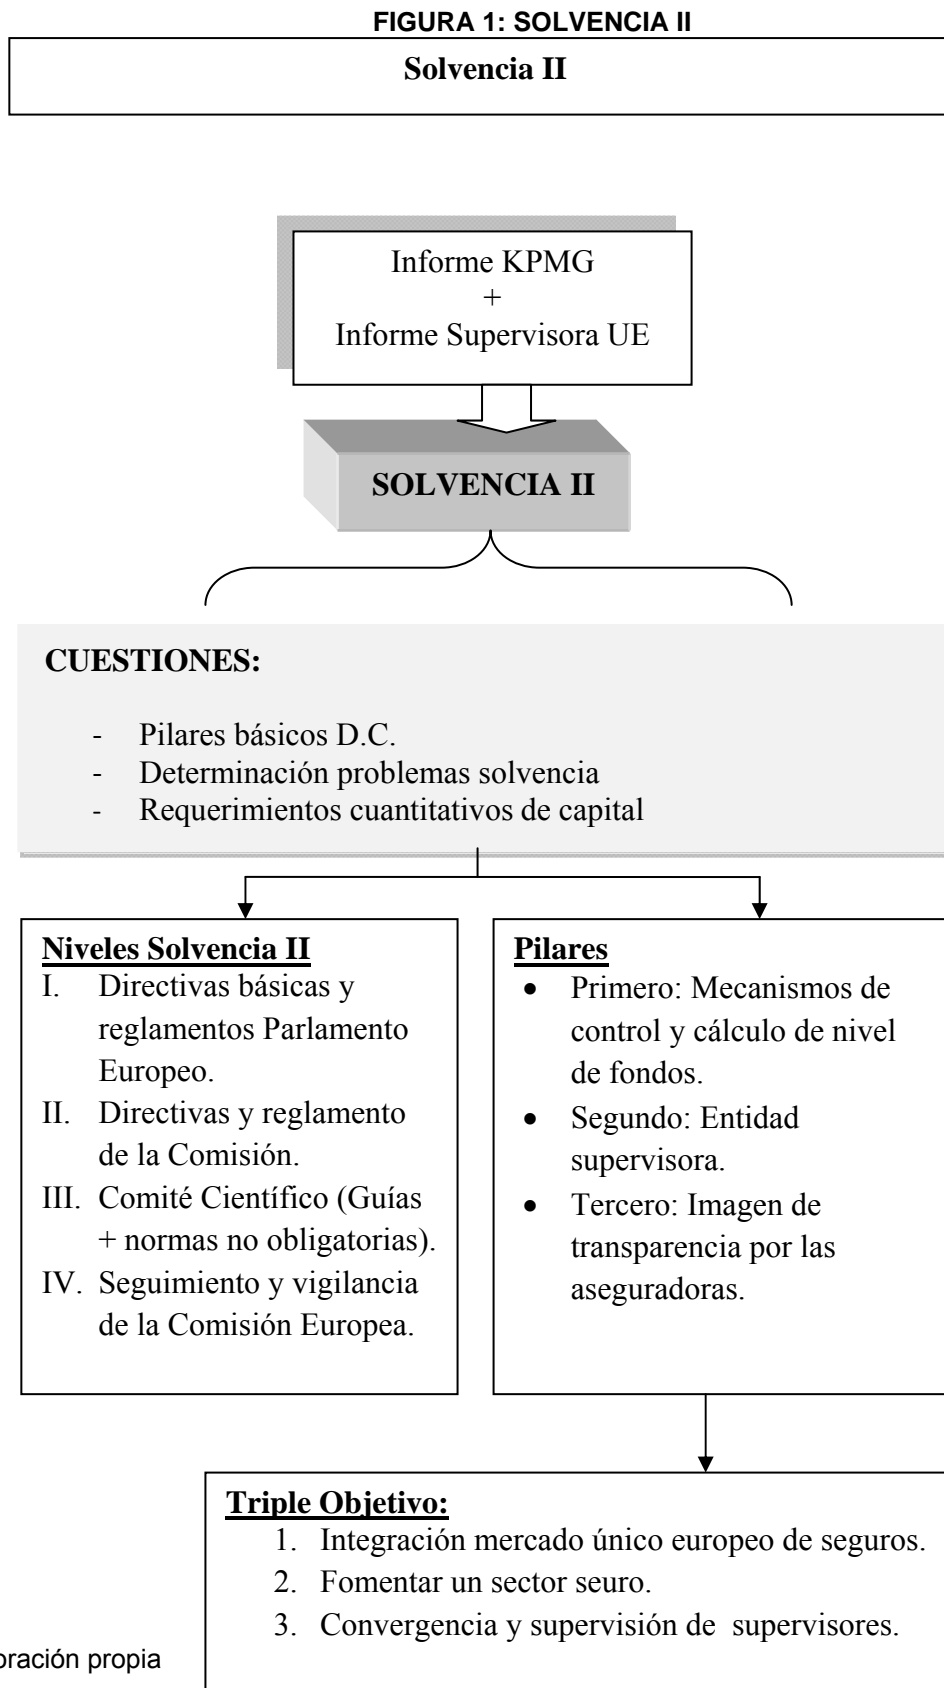 FIGURA 1: SOLVENCIA II
Solvencia II
Informe KPMG
+
Informe Supervisora UE
SOLVENCIA II
CUESTIONES:
- Pilares básicos D.C.
- Determinación problemas solvencia
- Requerimientos cuantitativos de capital
Niveles Solvencia II
I. Directivas básicas y
reglamentos Parlamento
Europeo.
II. Directivas y reglamento
de la Comisión.
III. Comité Científico (Guías
+ normas no obligatorias).
IV. Seguimiento y vigilancia
de la Comisión Europea.
Pilares
• Primero: Mecanismos de
control y cálculo de nivel
de fondos.
• Segundo: Entidad
supervisora.
• Tercero: Imagen de
transparencia por las
aseguradoras.
Triple Objetivo:
1. Integración mercado único europeo de seguros.
2. Fomentar un sector seuro.
3. Convergencia y supervisión de supervisores.
oración propia